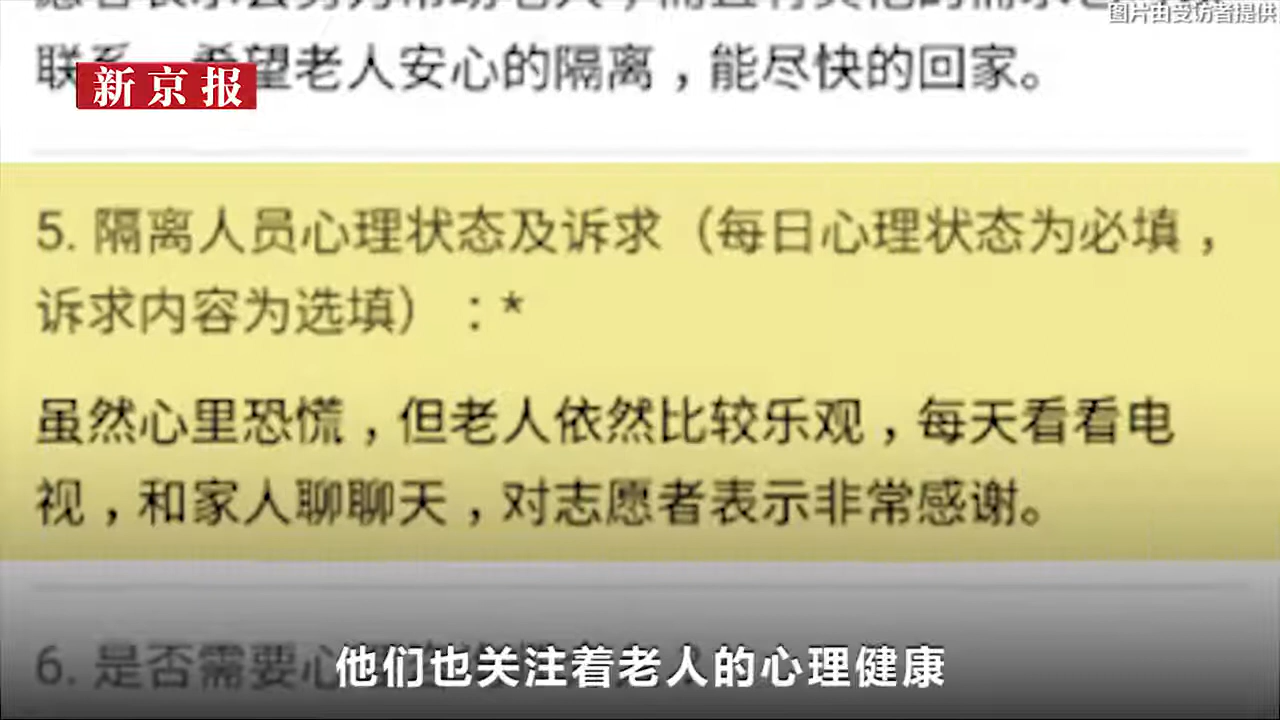 图片由受访者提供
联系,希望老人安心的隔离,能尽快的回家。
新京报
5. 隔离人员心理状态及诉求(每日心理状态为必填,
诉求内容为选填) :*
虽然心里恐慌,但老人依然比较乐观,每天看看电
视,和家人聊聊天,对志愿者表示非常感谢。
6. 是否需要心
他们也关注着老人的心理健康